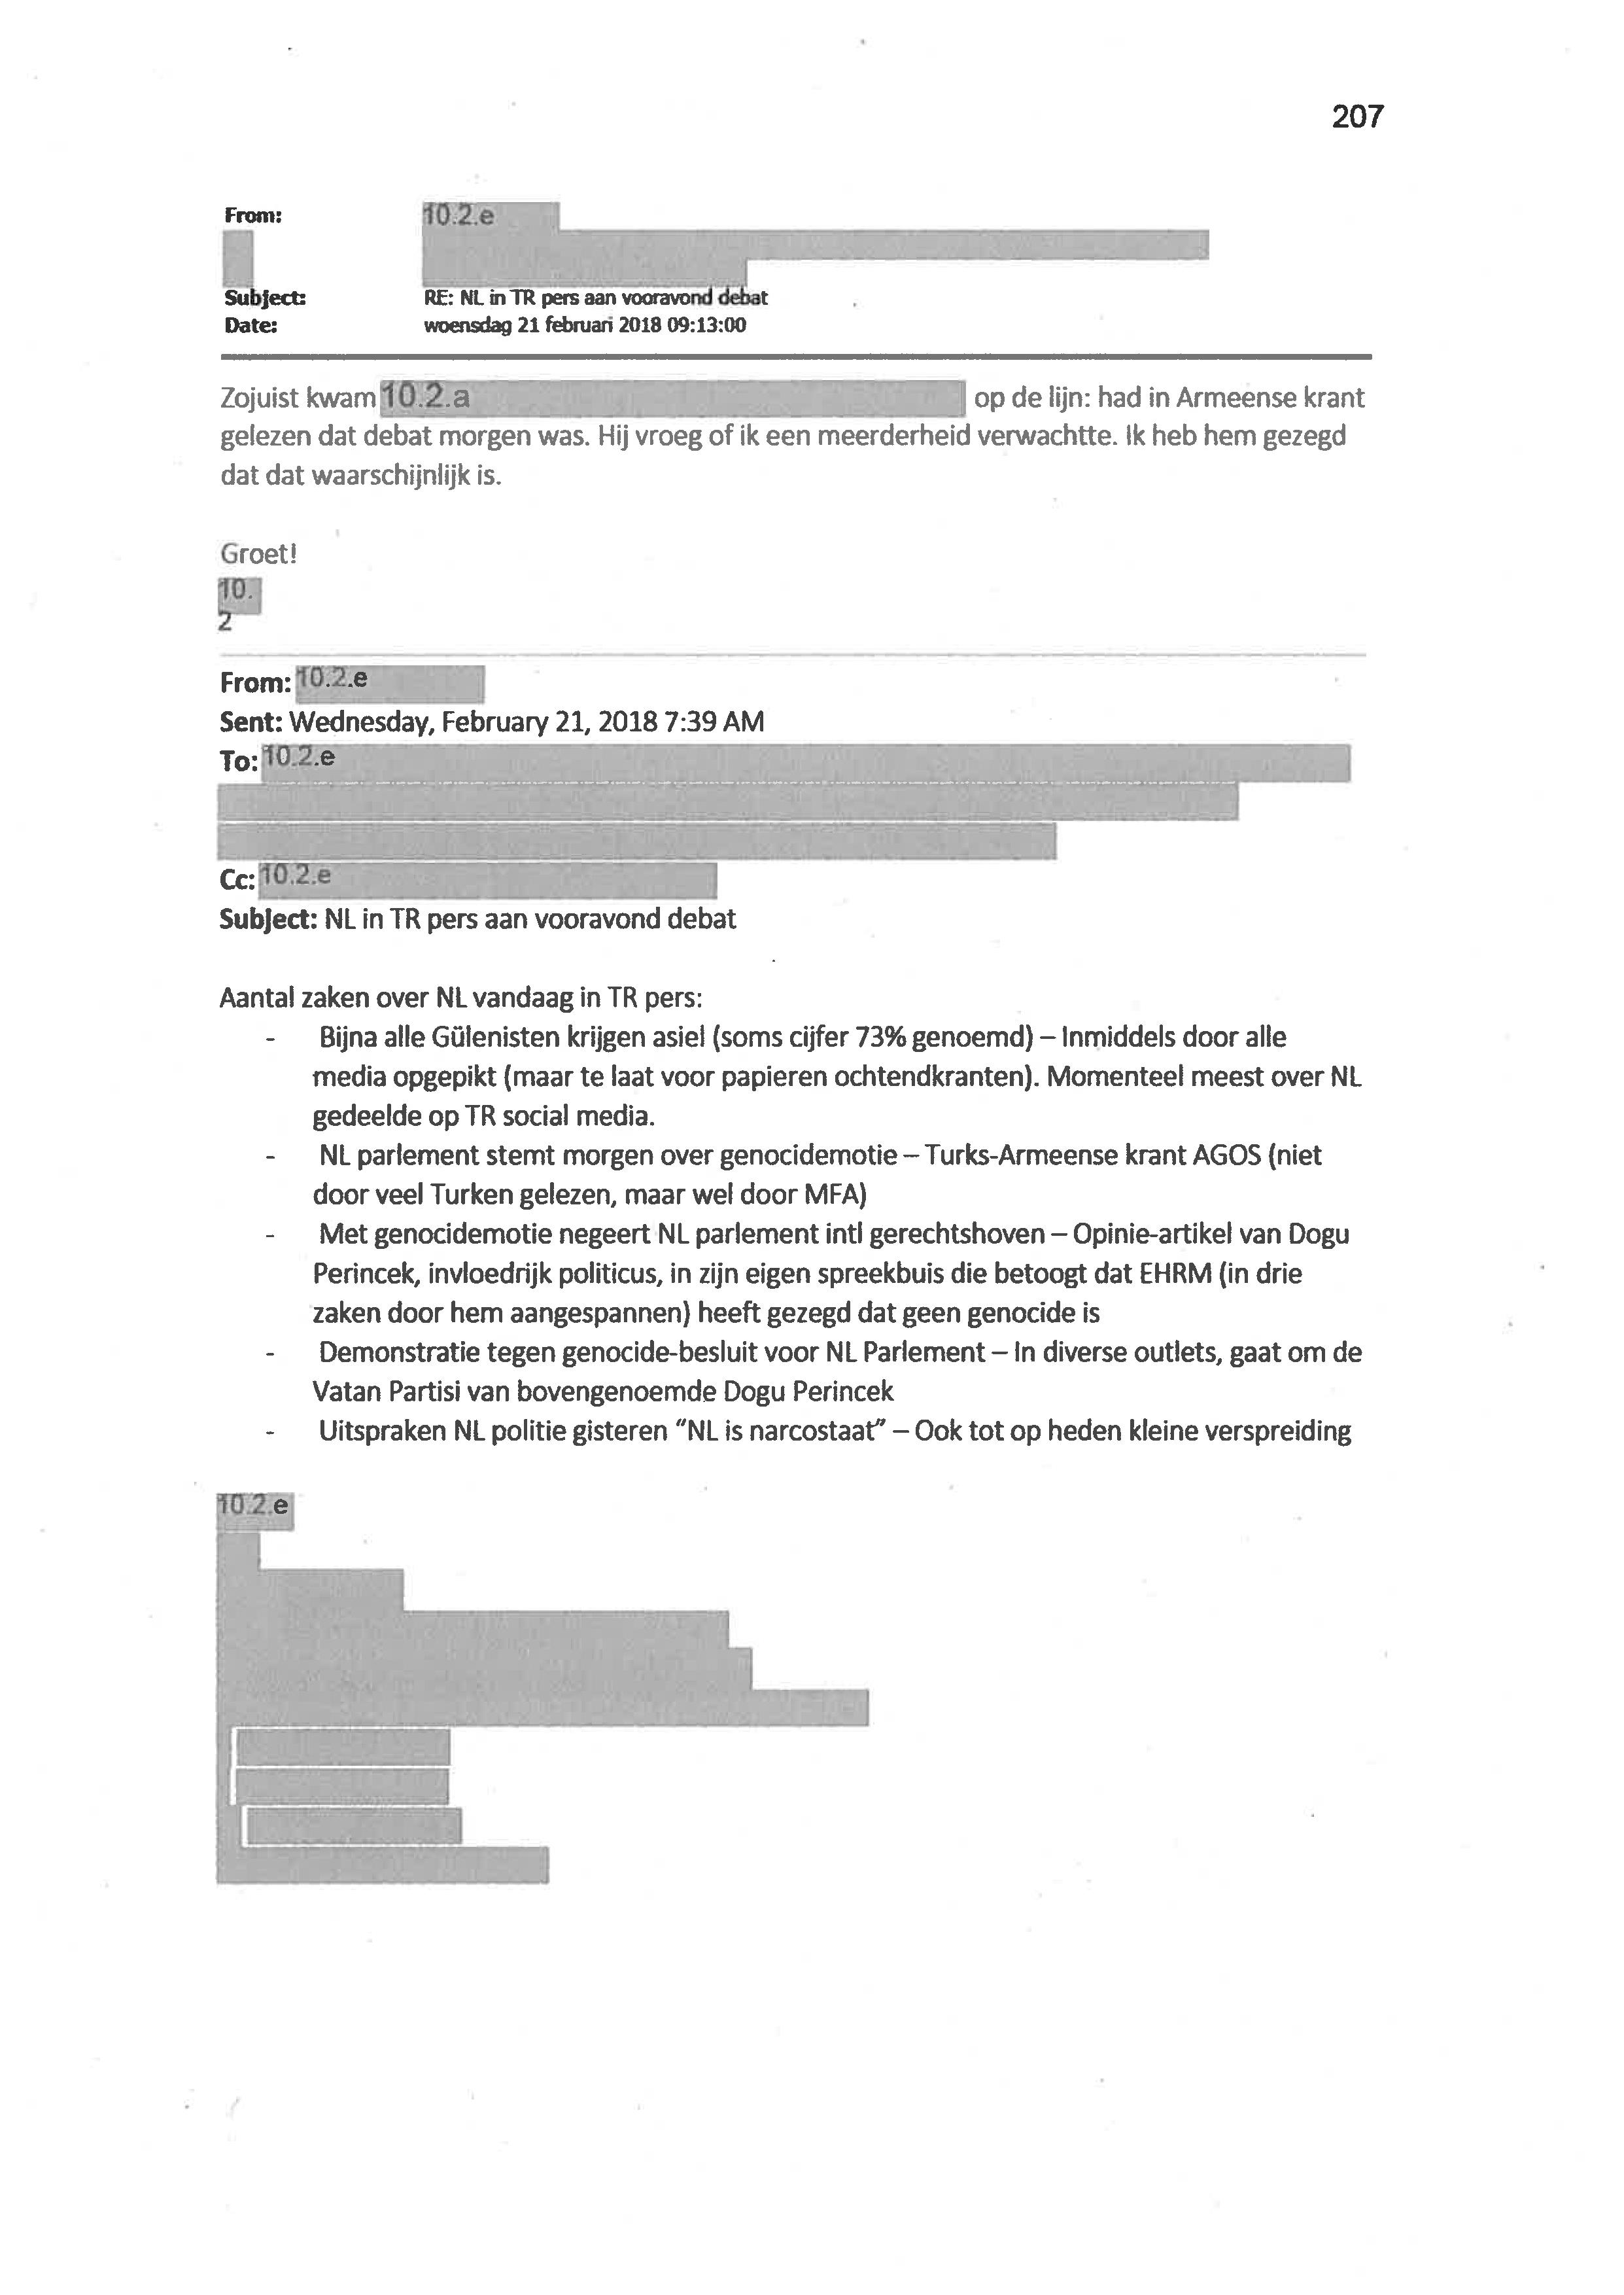 207
From: 10.2.e
Subject: RE: NL in TR pers aan vooravond debat
Date: woensdag 21 februari 2018 09:13:00
Zojuist kwam 10.2.a op de lijn: had in Armeense krant
gelezen dat debat morgen was. Hij vroeg of ik een meerderheid verwachtte. Ik heb hem gezegd
dat dat waarschijnlijk is.
Groet!
10.
2
From: 10.2.e
Sent: Wednesday, February 21, 2018 7:39 AM
To: 10.2.e
Cc: 10.2.e
Subject: NL in TR pers aan vooravond debat
Aantal zaken over NL vandaag in TR pers:
- Bijna alle Gülenisten krijgen asiel (soms cijfer 73% genoemd) – Inmiddels door alle
media opgepikt (maar te laat voor papieren ochtendkranten). Momenteel meest over NL
gedeelde op TR social media.
- NL parlement stemt morgen over genocidemotie – Turks-Armeense krant AGOS (niet
door veel Turken gelezen, maar wel door MFA)
- Met genocidemotie negeert NL parlement intl gerechtshoven – Opinie-artikel van Dogu
Perincek, invloedrijk politicus, in zijn eigen spreekbuis die betoogt dat EHRM (in drie
zaken door hem aangespannen) heeft gezegd dat geen genocide is
- Demonstratie tegen genocide-besluit voor NL Parlement – In diverse outlets, gaat om de
Vatan Partisi van bovengenoemde Dogu Perincek
- Uitspraken NL politie gisteren "NL is narcostaat" – Ook tot op heden kleine verspreiding
10.2.e